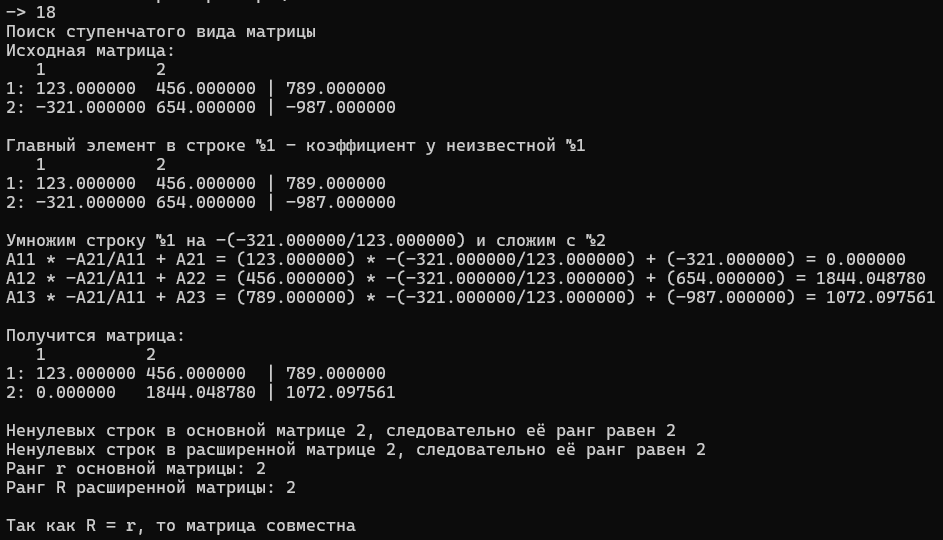 -> 18
Поиск ступенчатого вида матрицы
Исходная матрица:
   1           2
1: 123.000000  456.000000 | 789.000000
2: -321.000000 654.000000 | -987.000000
Главный элемент в строке №1 - коэффициент у неизвестной №1
   1           2
1: 123.000000  456.000000 | 789.000000
2: -321.000000 654.000000 | -987.000000
Умножим строку №1 на -(-321.000000/123.000000) и сложим с №2
A11 * -A21/A11 + A21 = (123.000000) * -(-321.000000/123.000000) + (-321.000000) = 0.000000
A12 * -A21/A11 + A22 = (456.000000) * -(-321.000000/123.000000) + (654.000000) = 1844.048780
A13 * -A21/A11 + A23 = (789.000000) * -(-321.000000/123.000000) + (-987.000000) = 1072.097561
Получится матрица:
   1          2
1: 123.000000 456.000000  | 789.000000
2: 0.000000   1844.048780 | 1072.097561
Ненулевых строк в основной матрице 2, следовательно её ранг равен 2
Ненулевых строк в расширенной матрице 2, следовательно её ранг равен 2
Ранг r основной матрицы: 2
Ранг R расширенной матрицы: 2
Так как R = r, то матрица совместна